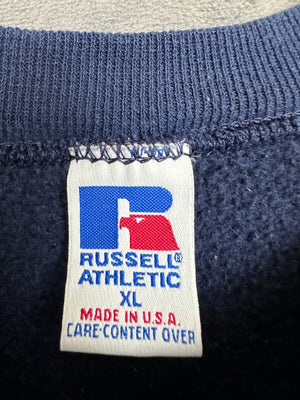 R
RUSSELL®
ATHLETIC
XL
MADE IN U.S.A.
CARE-CONTENT OVER